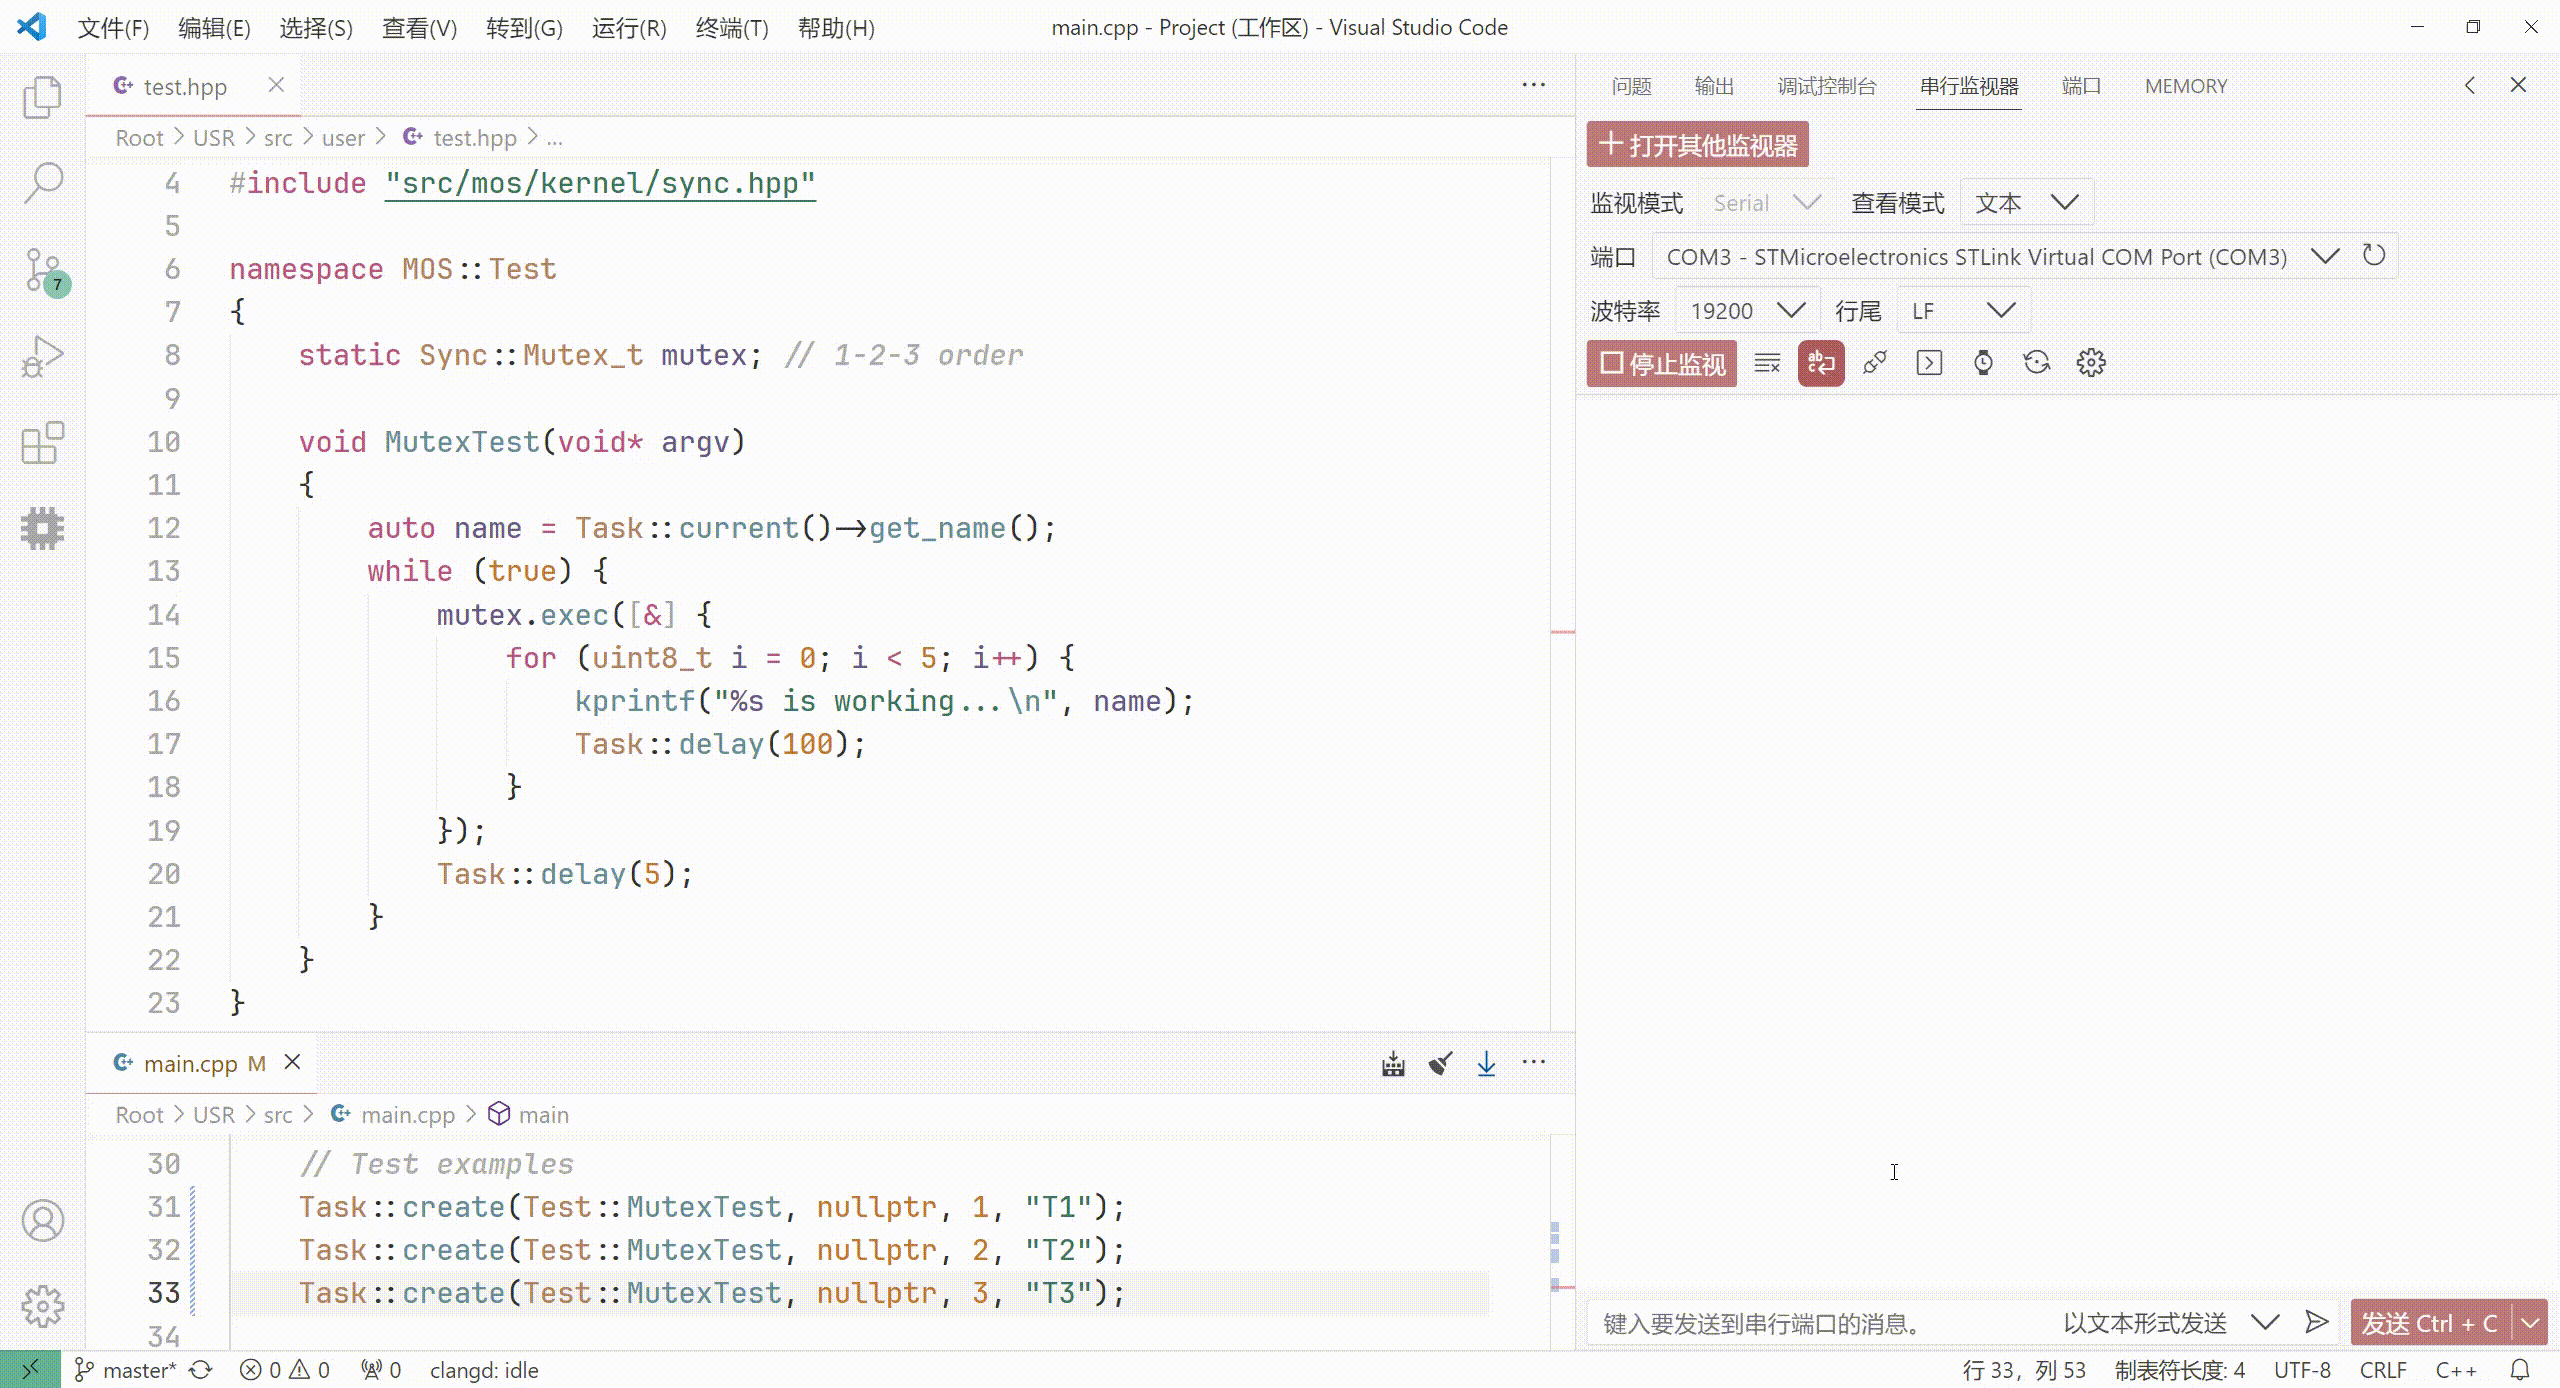 文件(F) 编辑(E) 选择(S) 查看(V) 转到(G) 运行(R) 终端(T) 帮助(H) main.cpp - Project (工作区) - Visual Studio Code
test.hpp
Root > USR > src > user > test.hpp > ...
4 #include "src/mos/kernel/sync.hpp"
5
6 namespace MOS::Test
7 {
8 static Sync::Mutex_t mutex; // 1-2-3 order
9
10 void MutexTest(void* argv)
11 {
12 auto name = Task::current()->get_name();
13 while (true) {
14 mutex.exec([&] {
15 for (uint8_t i = 0; i < 5; i++) {
16 kprintf("%s is working...\n", name);
17 Task::delay(100);
18 }
19 });
20 Task::delay(5);
21 }
22 }
23 }
7
main.cpp M
Root > USR > src > main.cpp > main
30 // Test examples
31 Task::create(Test::MutexTest, nullptr, 1, "T1");
32 Task::create(Test::MutexTest, nullptr, 2, "T2");
33 Task::create(Test::MutexTest, nullptr, 3, "T3");
34
问题 输出 调试控制台 串行监视器 端口 MEMORY
打开其他监视器
监视模式 Serial 查看模式 文本
端口 COM3 - STMicroelectronics STLink Virtual COM Port (COM3)
波特率 19200 行尾 LF
停止监视
键入要发送到串行端口的消息。 以文本形式发送 发送 Ctrl + C
master* 0 0 0 clangd: idle 行 33，列 53 制表符长度: 4 UTF-8 CRLF C++